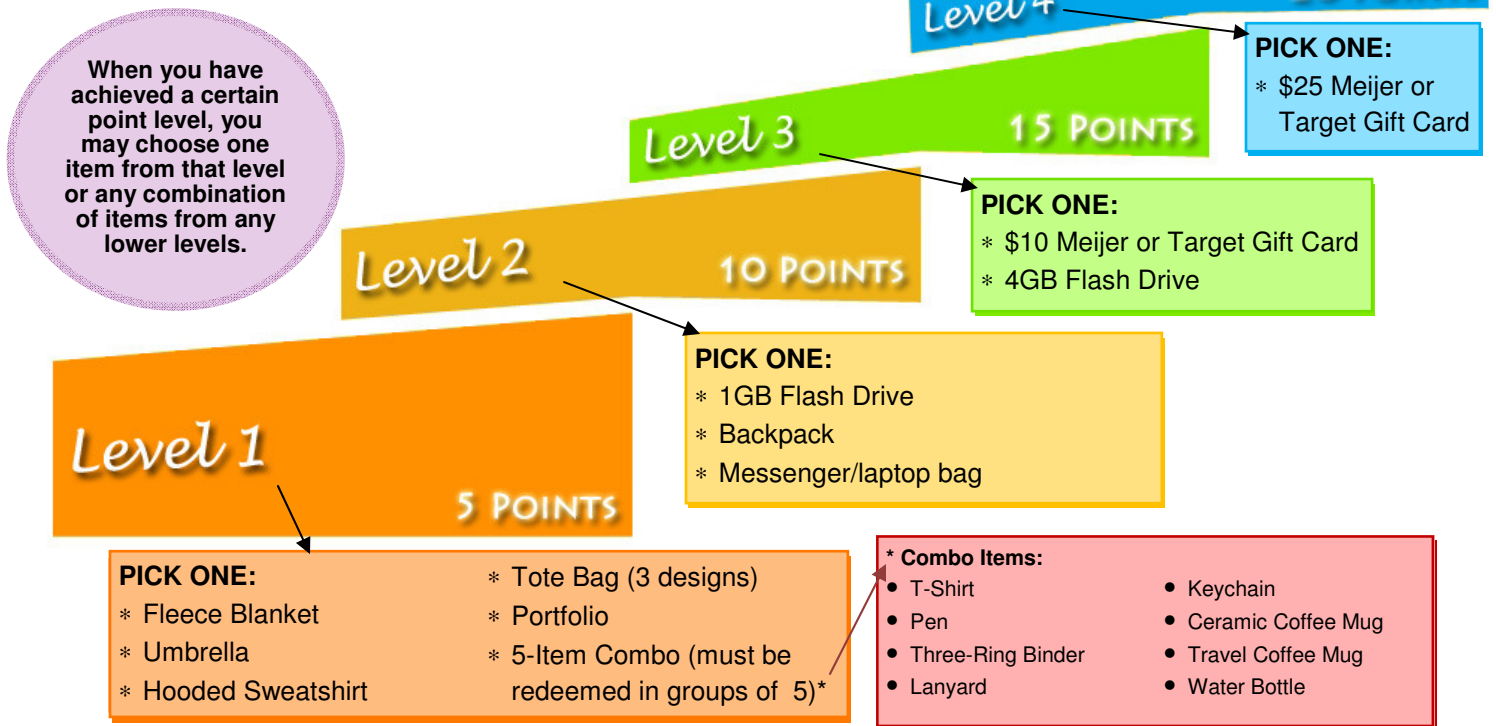 When you have
achieved a certain
point level, you
may choose one
item from that level
or any combination
of items from any
lower levels.
Level 4
PICK ONE:
* $25 Meijer or
Target Gift Card
Level 3 15 POINTS
PICK ONE:
* $10 Meijer or Target Gift Card
* 4GB Flash Drive
Level 2 10 POINTS
PICK ONE:
* 1GB Flash Drive
* Backpack
* Messenger/laptop bag
Level 1
5 POINTS
PICK ONE:
* Fleece Blanket
* Umbrella
* Hooded Sweatshirt
* Tote Bag (3 designs)
* Portfolio
* 5-Item Combo (must be
redeemed in groups of 5)*
* Combo Items:
• T-Shirt
• Pen
• Three-Ring Binder
• Lanyard
• Keychain
• Ceramic Coffee Mug
• Travel Coffee Mug
• Water Bottle